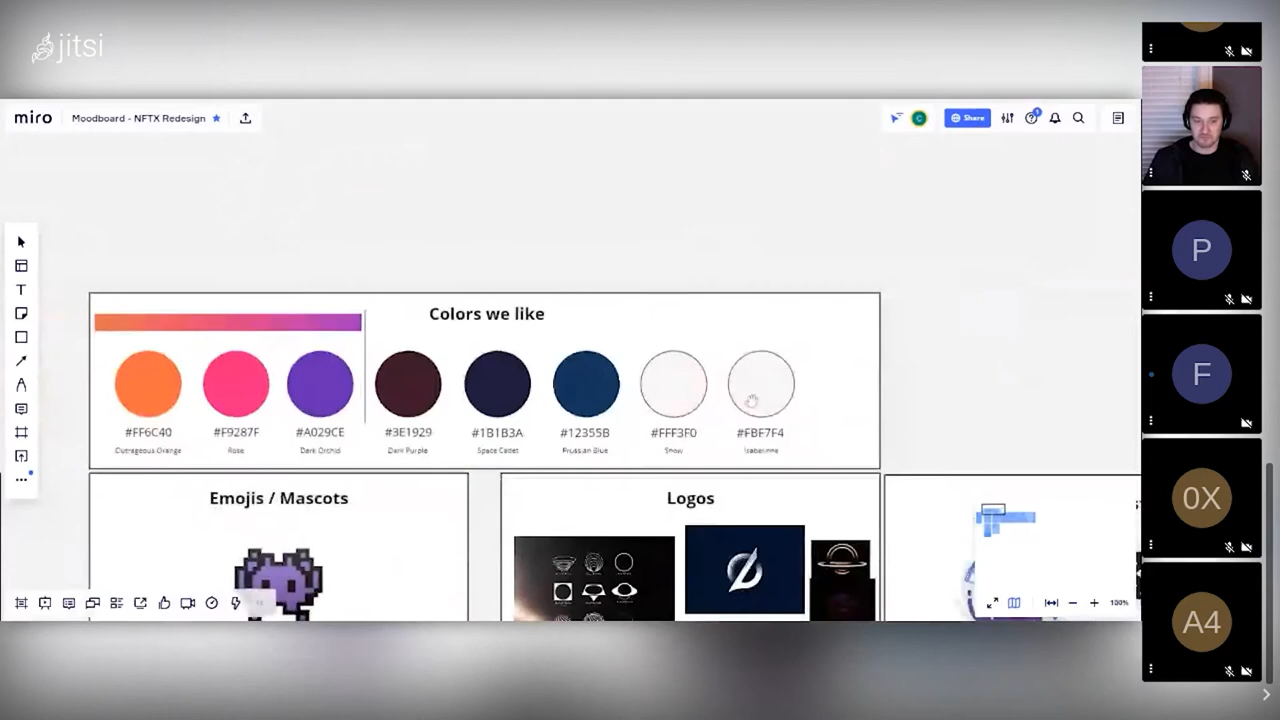 jitsi
miro
Moodboard - NFTX Redesign
Share
Colors we like
#FF6C40
#F9287F
#A029CE
#3E1929
#1B1B3A
#12355B
#FFF3F0
#FBF7F4
Outrageous Orange
Rose
Dark Orchid
Dark Purple
Space Cadet
Prussian Blue
Snow
Isabelline
Emojis / Mascots
Logos
100%
P
F
0X
A4
C